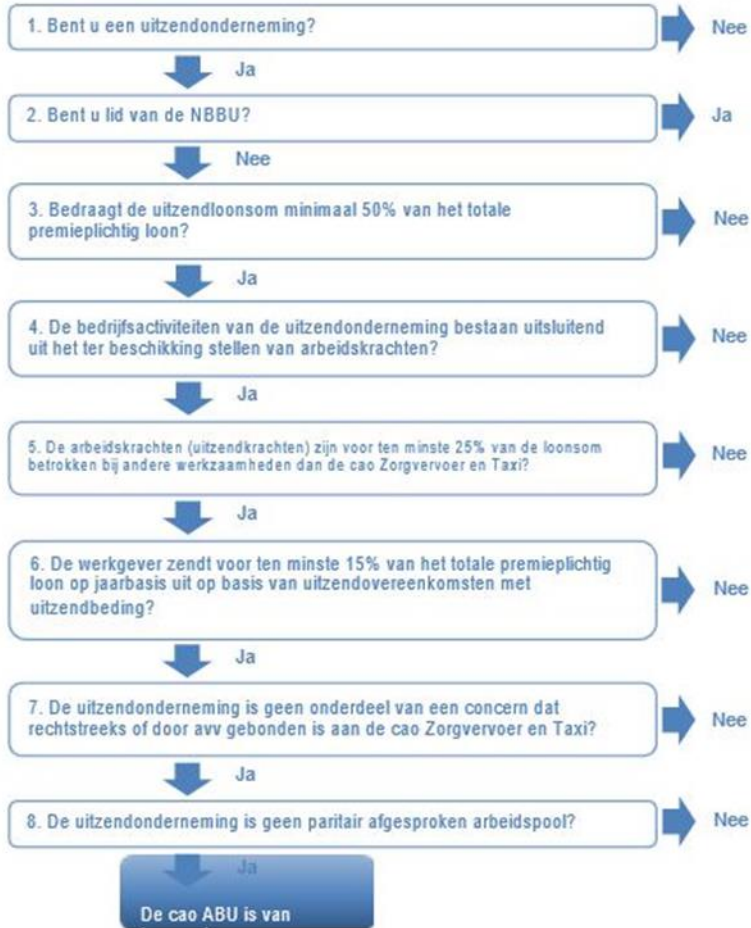 1. Bent u een uitzendonderneming?
Nee
Ja
2. Bent u lid van de NBBU?
Ja
Nee
3. Bedraagt de uitzendloonsom minimaal 50% van het totale
premieplichtig loon?
Nee
Ja
4. De bedrijfsactiviteiten van de uitzendonderneming bestaan uitsluitend
uit het ter beschikking stellen van arbeidskrachten?
Nee
Ja
5. De arbeidskrachten (uitzendkrachten) zijn voor ten minste 25% van de loonsom
betrokken bij andere werkzaamheden dan de cao Zorgvervoer en Taxi?
Nee
Ja
6. De werkgever zendt voor ten minste 15% van het totale premieplichtig
loon op jaarbasis uit op basis van uitzendovereenkomsten met
uitzendbeding?
Nee
Ja
7. De uitzendonderneming is geen onderdeel van een concern dat
rechtstreeks of door avv gebonden is aan de cao Zorgvervoer en Taxi?
Nee
Ja
8. De uitzendonderneming is geen paritair afgesproken arbeidspool?
Nee
Ja
De cao ABU is van